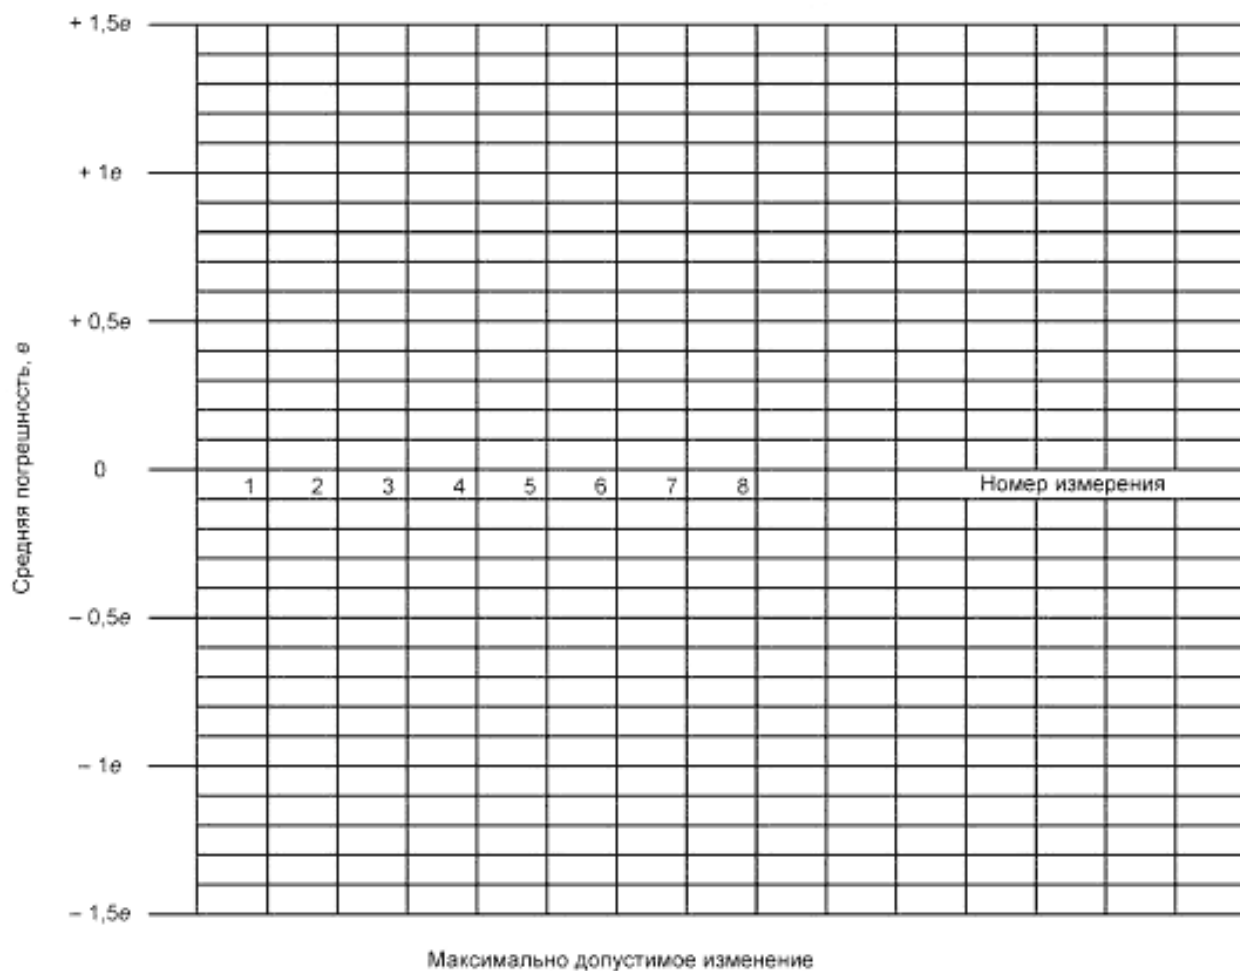 + 1,5e
+ 1e
+ 0,5e
Средняя погрешность, e
0
1 2 3 4 5 6 7 8 Номер измерения
– 0,5e
– 1e
– 1,5e
Максимально допустимое изменение